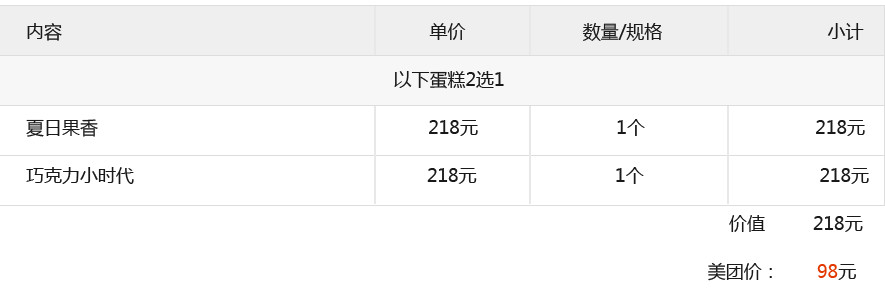 内容 单价 数量/规格 小计
以下蛋糕2选1
夏日果香 218元 1个 218元
巧克力小时代 218元 1个 218元
价值 218元
美团价： 98元